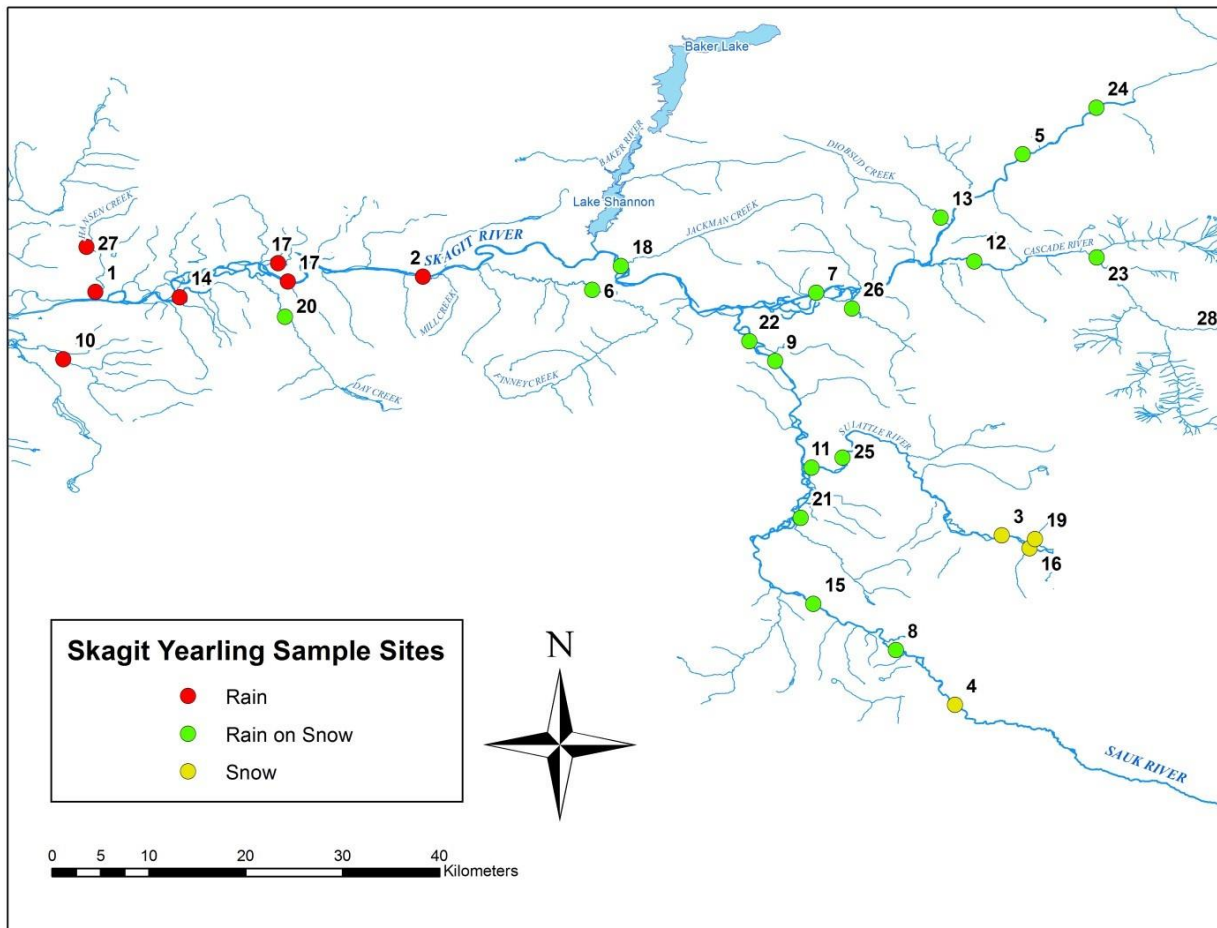 Baker Lake
24
5
DIOBSUD CREEK
BAKER RIVER
HANSEN CREEK
Lake Shannon
13
JACKMAN CREEK
27
17
SKAGIT RIVER
18
12
CASCADE RIVER
23
1
14
17
2
6
7
26
20
MILL CREEK
22
28
10
9
DAY CREEK
FINNEY CREEK
SUIATTLE RIVER
11
25
21
3
19
16
15
8
4
SAUK RIVER
Skagit Yearling Sample Sites
Rain
Rain on Snow
Snow
N
0 5 10 20 30 40
Kilometers